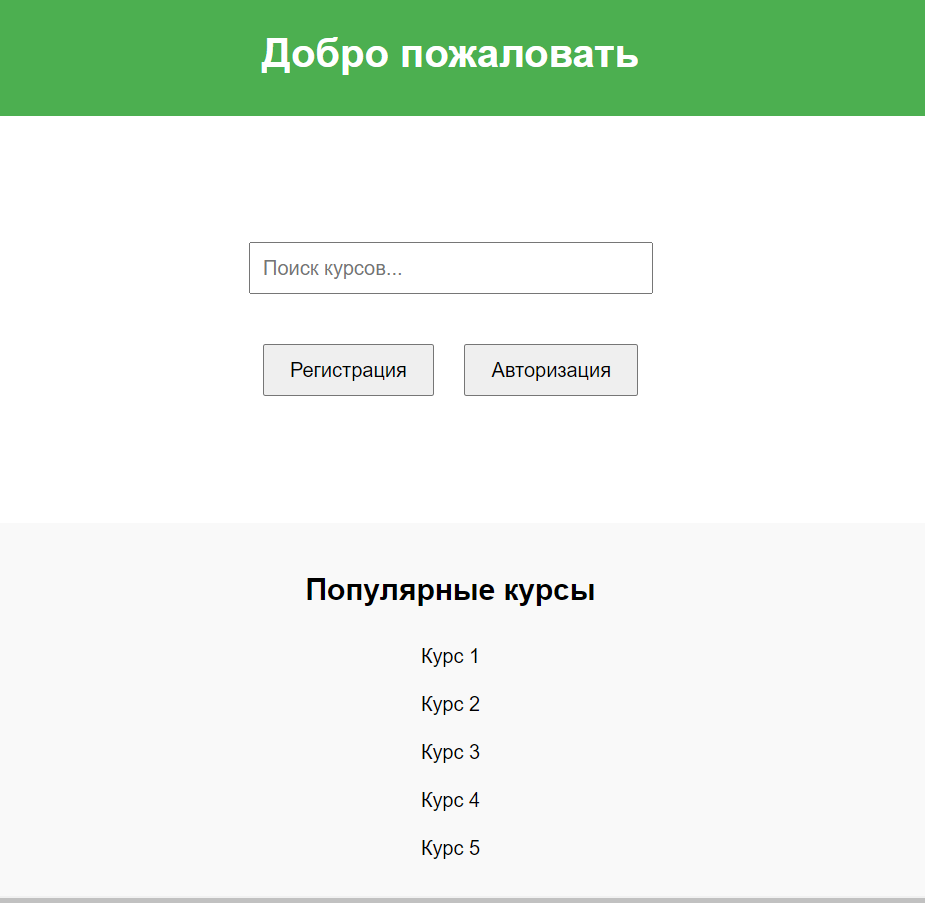 Добро пожаловать
Поиск курсов...
Регистрация Авторизация
Популярные курсы
Курс 1
Курс 2
Курс 3
Курс 4
Курс 5